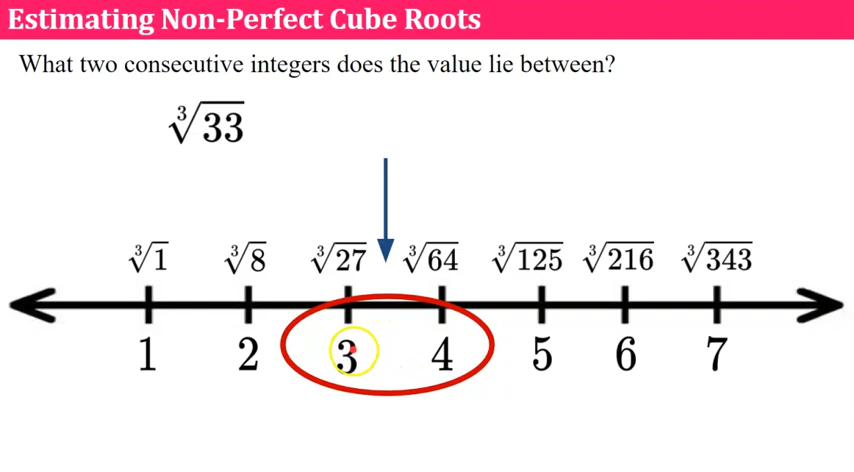 Estimating Non-Perfect Cube Roots
What two consecutive integers does the value lie between?
∛33
∛1 ∛8 ∛27 ∛64 ∛125 ∛216 ∛343
1 2 3 4 5 6 7